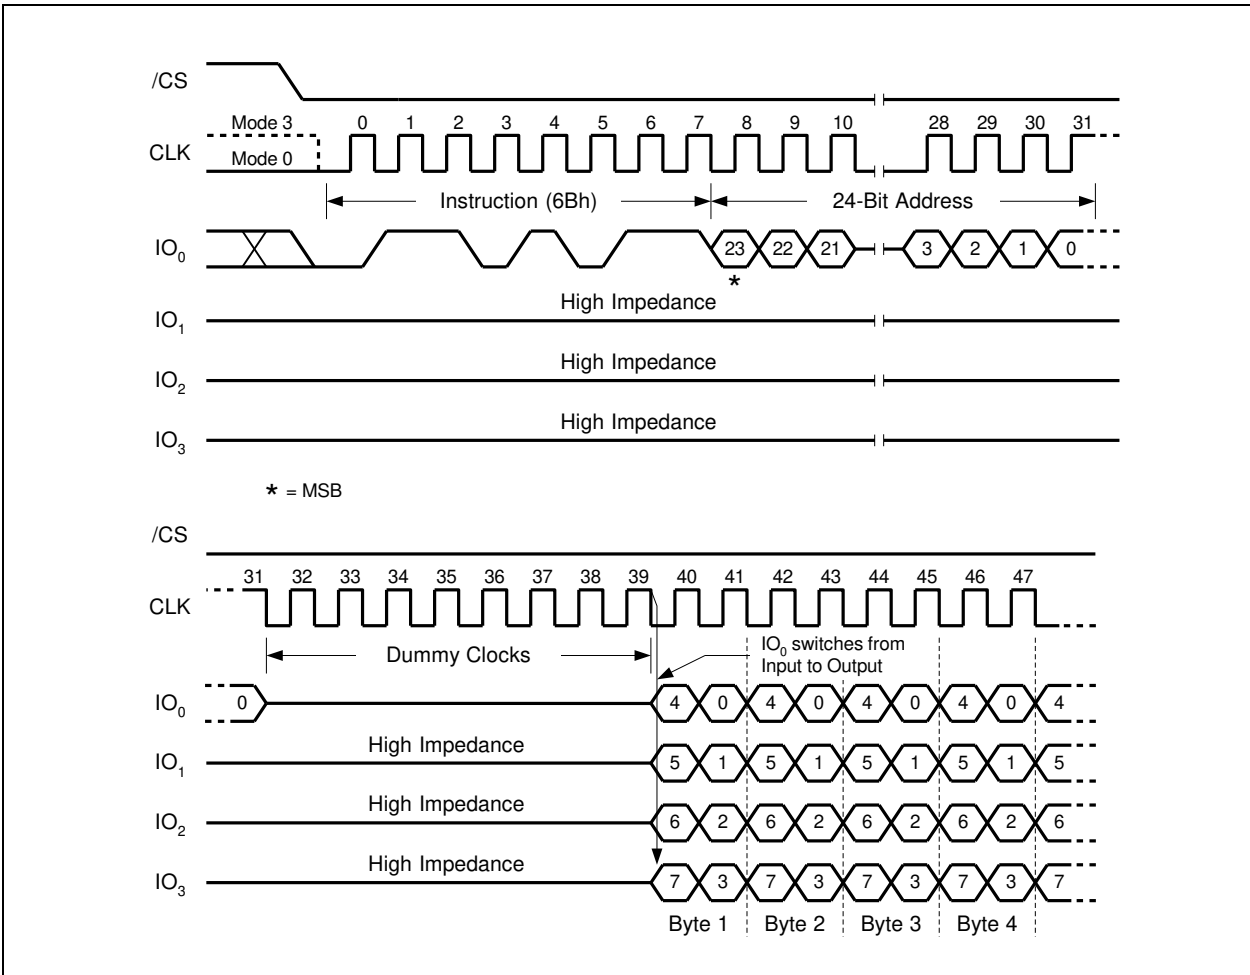 /CS
Mode 3 0 1 2 3 4 5 6 7 8 9 10 28 29 30 31
CLK
Mode 0
Instruction (6Bh) 24-Bit Address
IO0 23 22 21 3 2 1 0
*
High Impedance
IO1
High Impedance
IO2
High Impedance
IO3
* = MSB
/CS
31 32 33 34 35 36 37 38 39 40 41 42 43 44 45 46 47
CLK
Dummy Clocks
IO0 switches from
Input to Output
IO0 0 4 0 4 0 4 0 4 0 4
High Impedance
IO1 5 1 5 1 5 1 5 1 5
High Impedance
IO2 6 2 6 2 6 2 6 2 6
High Impedance
IO3 7 3 7 3 7 3 7 3 7
Byte 1 Byte 2 Byte 3 Byte 4